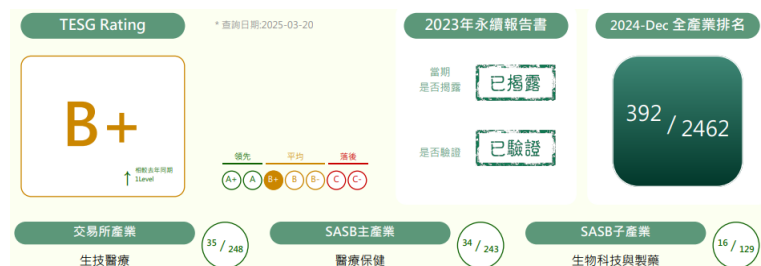 TESG Rating
* 查詢日期:2025-03-20
B+
相較去年同期
1Level
領先
平均
落後
A+
A
B+
B
B-
C
C-
2023年永續報告書
當期
是否揭露
已揭露
是否驗證
已驗證
2024-Dec 全產業排名
392 / 2462
交易所產業
生技醫療
35 / 248
SASB主產業
醫療保健
34 / 243
SASB子產業
生物科技與製藥
16 / 129